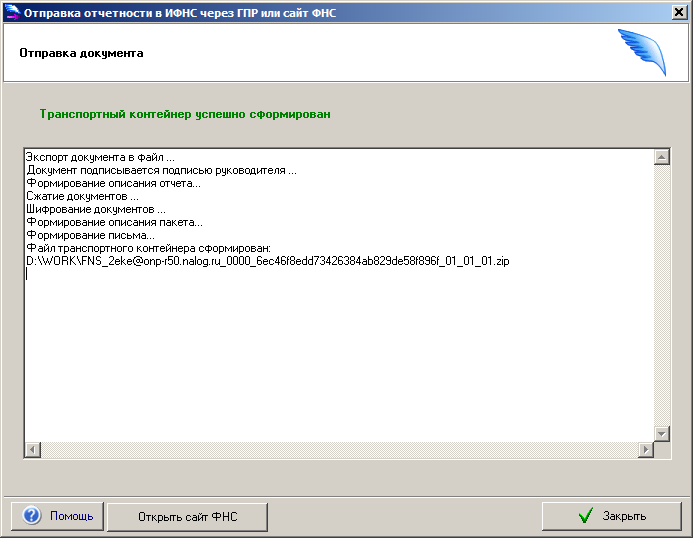 Отправка отчетности в ИФНС через ГПР или сайт ФНС
Отправка документа
Транспортный контейнер успешно сформирован
Экспорт документа в файл ...
Документ подписывается подписью руководителя ...
Формирование описания отчета...
Сжатие документов ...
Шифрование документов ...
Формирование описания пакета...
Формирование письма...
Файл транспортного контейнера сформирован:
D:\WORK\FNS_2eke@onp-r50.nalog.ru_0000_6ec46f8edd73426384ab829de58f896f_01_01_01.zip
Помощь
Открыть сайт ФНС
Закрыть